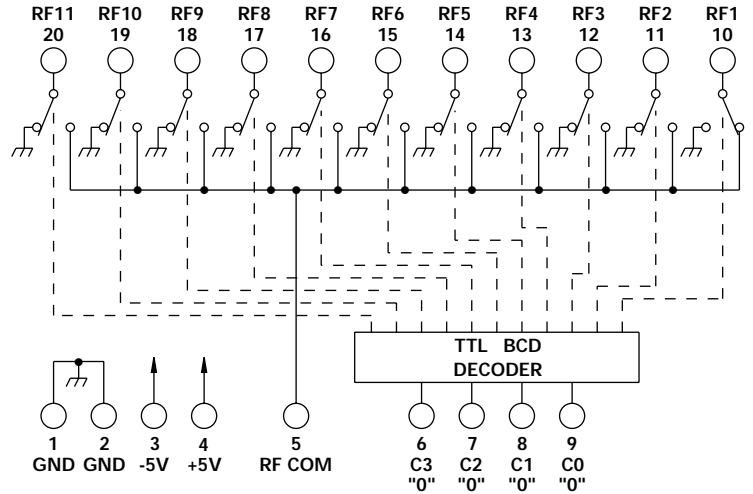 RF11 RF10 RF9 RF8 RF7 RF6 RF5 RF4 RF3 RF2 RF1
20 19 18 17 16 15 14 13 12 11 10
TTL BCD
DECODER
1 2 3 4 5 6 7 8 9
GND GND -5V +5V RF COM C3 C2 C1 C0
"0" "0" "0" "0"